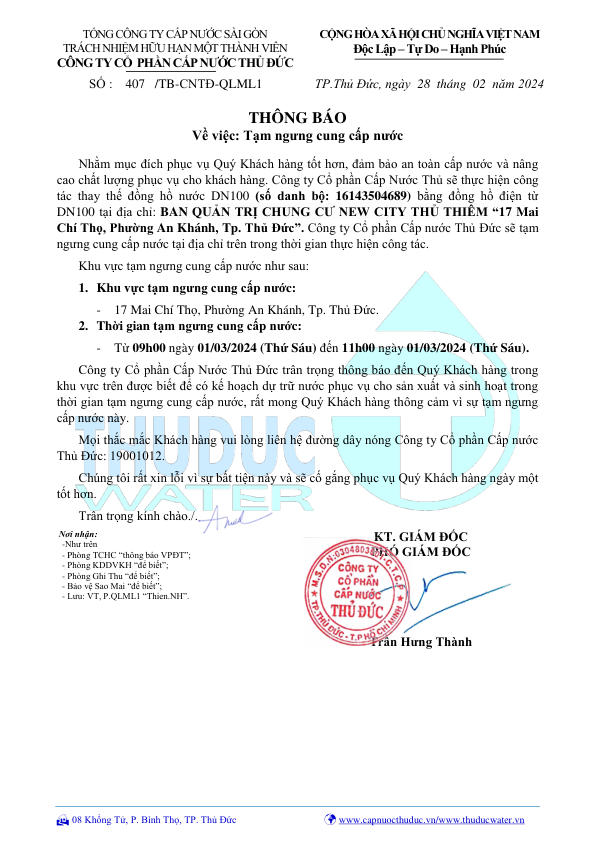 TỔNG CÔNG TY CẤP NƯỚC SÀI GÒN
TRÁCH NHIỆM HỮU HẠN MỘT THÀNH VIÊN
CÔNG TY CỔ PHẦN CẤP NƯỚC THỦ ĐỨC
SỐ : 407 /TB-CNTĐ-QLML1
CỘNG HÒA XÃ HỘI CHỦ NGHĨA VIỆT NAM
Độc Lập – Tự Do – Hạnh Phúc
TP.Thủ Đức, ngày 28 tháng 02 năm 2024
THÔNG BÁO
Về việc: Tạm ngưng cung cấp nước
Nhằm mục đích phục vụ Quý Khách hàng tốt hơn, đảm bảo an toàn cấp nước và nâng
cao chất lượng phục vụ cho khách hàng. Công ty Cổ phần Cấp Nước Thủ sẽ thực hiện công
tác thay thế đồng hồ nước DN100 (số danh bộ: 16143504689) bằng đồng hồ điện từ
DN100 tại địa chỉ: BAN QUẢN TRỊ CHUNG CƯ NEW CITY THỦ THIÊM “17 Mai
Chí Thọ, Phường An Khánh, Tp. Thủ Đức”. Công ty Cổ phần Cấp nước Thủ Đức sẽ tạm
ngưng cung cấp nước tại địa chỉ trên trong thời gian thực hiện công tác.
Khu vực tạm ngưng cung cấp nước như sau:
1. Khu vực tạm ngưng cung cấp nước:
- 17 Mai Chí Thọ, Phường An Khánh, Tp. Thủ Đức.
2. Thời gian tạm ngưng cung cấp nước:
- Từ 09h00 ngày 01/03/2024 (Thứ Sáu) đến 11h00 ngày 01/03/2024 (Thứ Sáu).
Công ty Cổ phần Cấp Nước Thủ Đức trân trọng thông báo đến Quý Khách hàng trong
khu vực trên được biết để có kế hoạch dự trữ nước phục vụ cho sản xuất và sinh hoạt trong
thời gian tạm ngưng cung cấp nước, rất mong Quý Khách hàng thông cảm vì sự tạm ngưng
cấp nước này.
Mọi thắc mắc Khách hàng vui lòng liên hệ đường dây nóng Công ty Cổ phần Cấp nước
Thủ Đức: 19001012.
Chúng tôi rất xin lỗi vì sự bất tiện này và sẽ cố gắng phục vụ Quý Khách hàng ngày một
tốt hơn.
Trân trọng kính chào./.
THUDUC
WATER
Nơi nhận:
-Như trên
- Phòng TCHC “thông báo VPĐT”;
- Phòng KDDVKH “để biết”;
- Phòng Ghi Thu “để biết”;
- Bảo vệ Sao Mai “để biết”;
- Lưu: VT, P.QLML1 “Thien.NH”.
KT. GIÁM ĐỐC
PHÓ GIÁM ĐỐC
CÔNG TY
CỔ PHẦN
CẤP NƯỚC
THỦ ĐỨC
TP.THỦ ĐỨC - T.P HỒ CHÍ MINH
Trần Hưng Thành
08 Khổng Tử, P. Bình Thọ, TP. Thủ Đức
www.capnuocthuduc.vn/www.thuducwater.vn